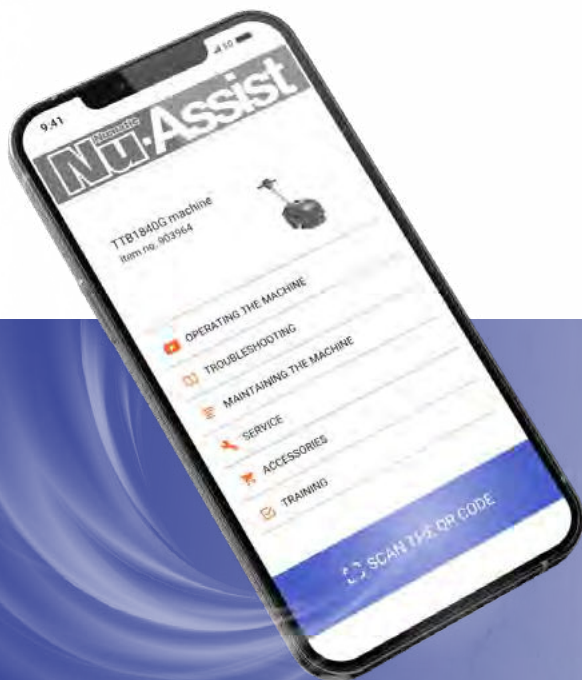 9:41
5G
Numatic
Nu-Assist
TTB1840G machine
Item no. 903964
OPERATING THE MACHINE
TROUBLESHOOTING
MAINTAINING THE MACHINE
SERVICE
ACCESSORIES
TRAINING
SCAN THE QR CODE